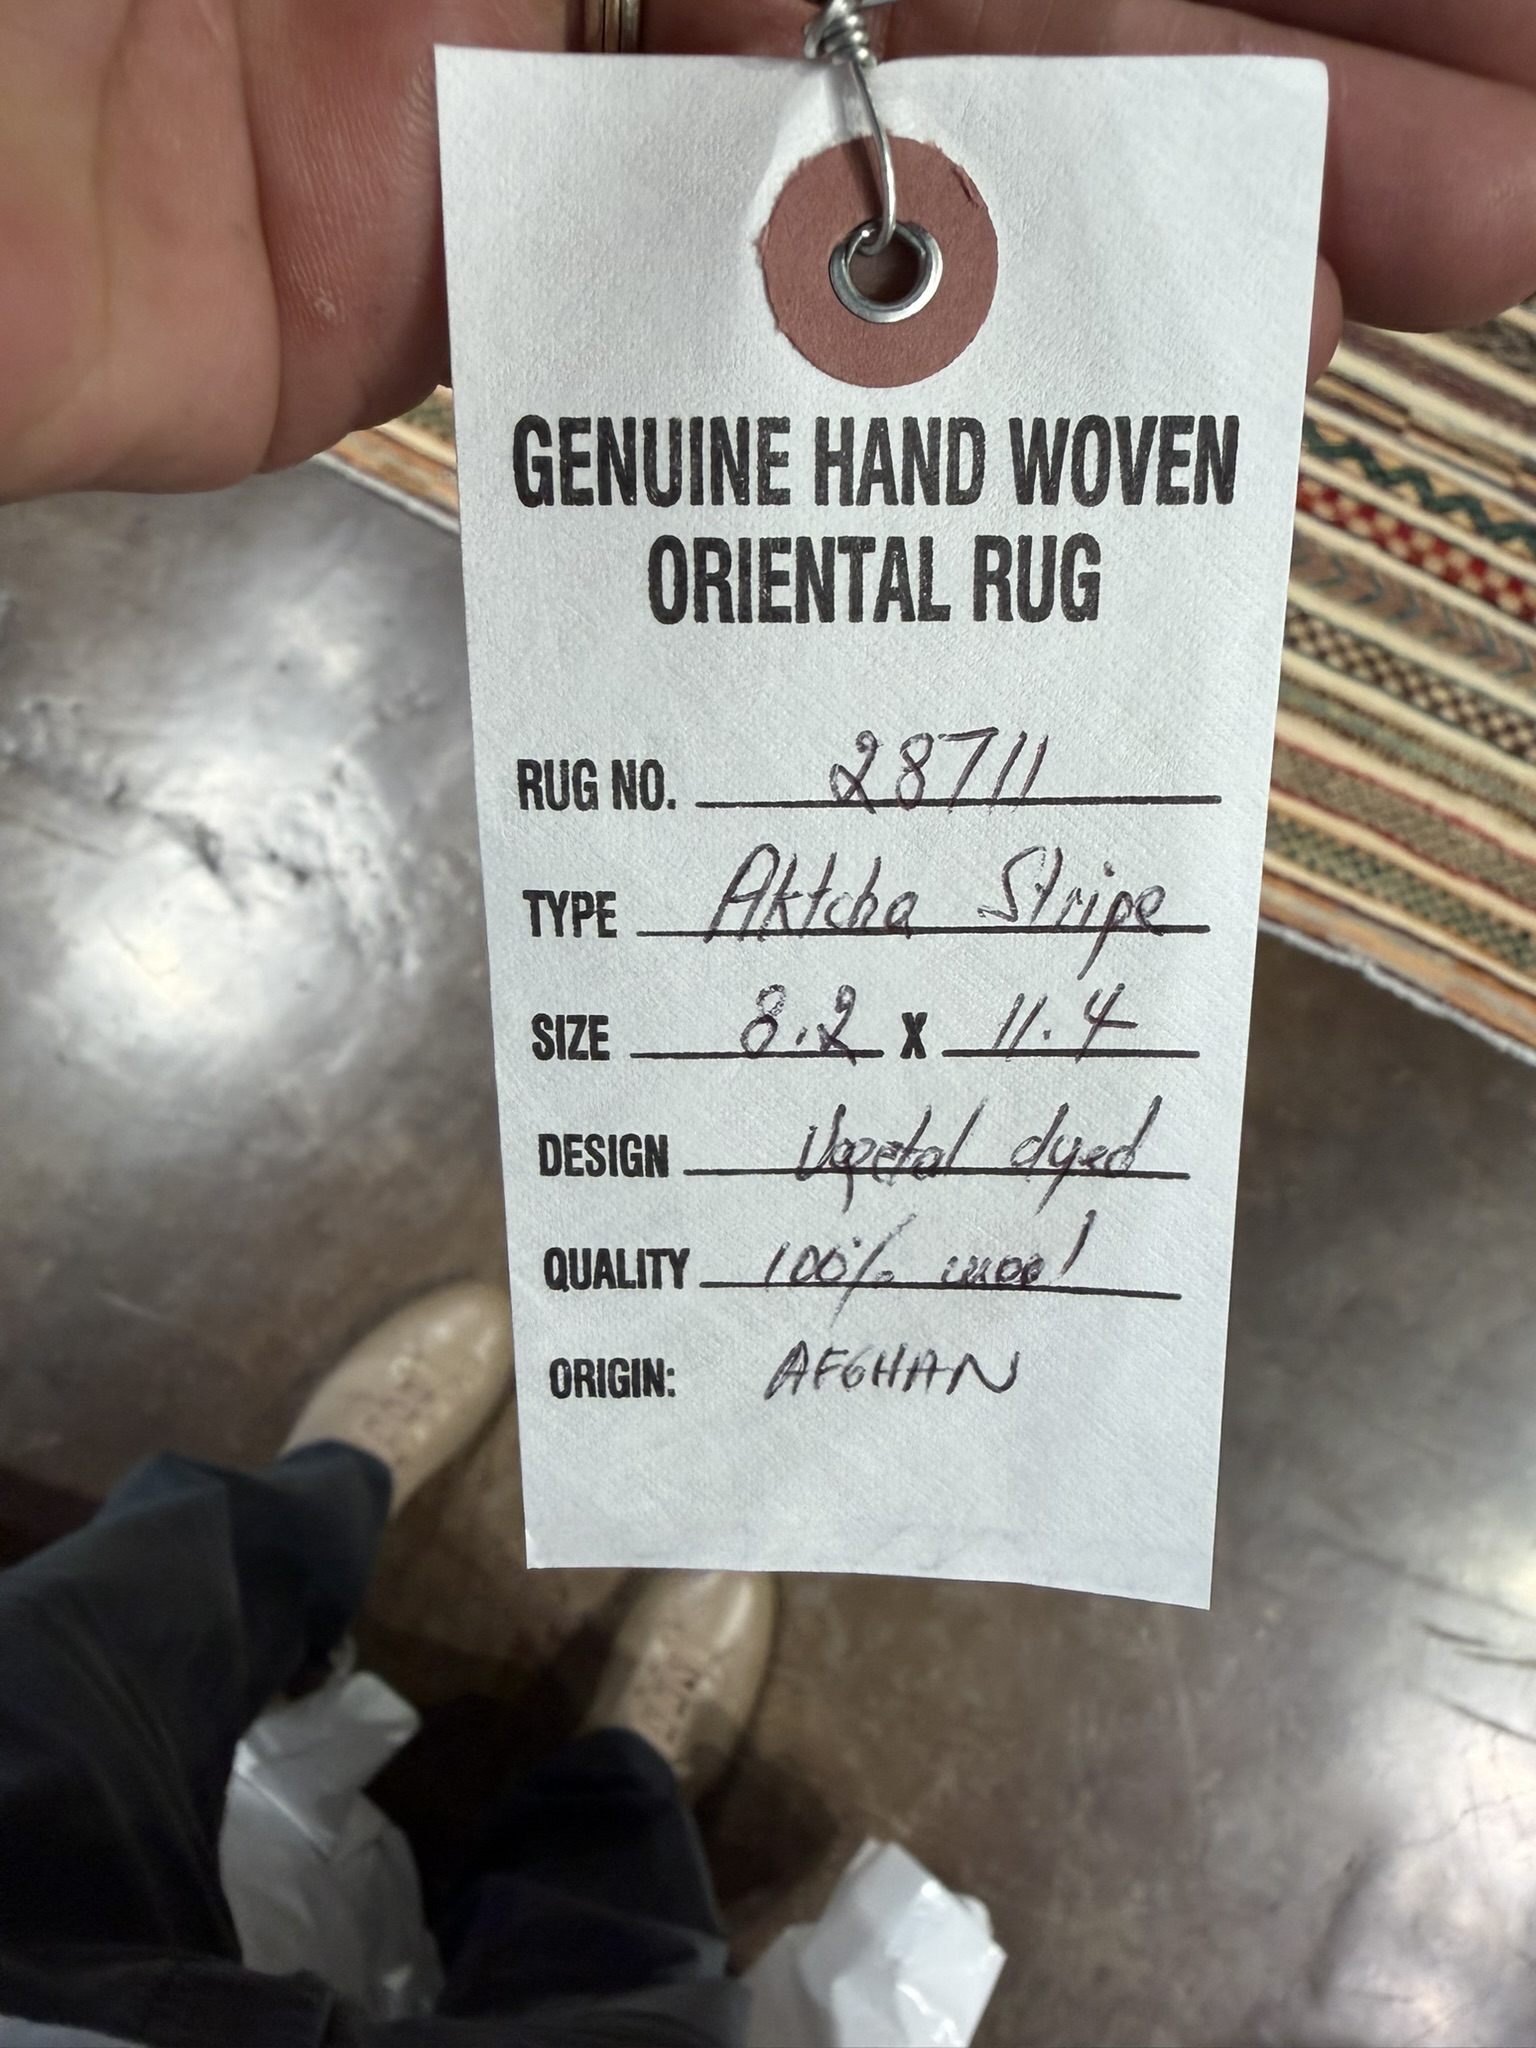 GENUINE HAND WOVEN
ORIENTAL RUG
RUG NO. 28711
TYPE Aktcha Stripe
SIZE 8.2 X 11.4
DESIGN Vegetal dyed
QUALITY 100% wool
ORIGIN: AFGHAN